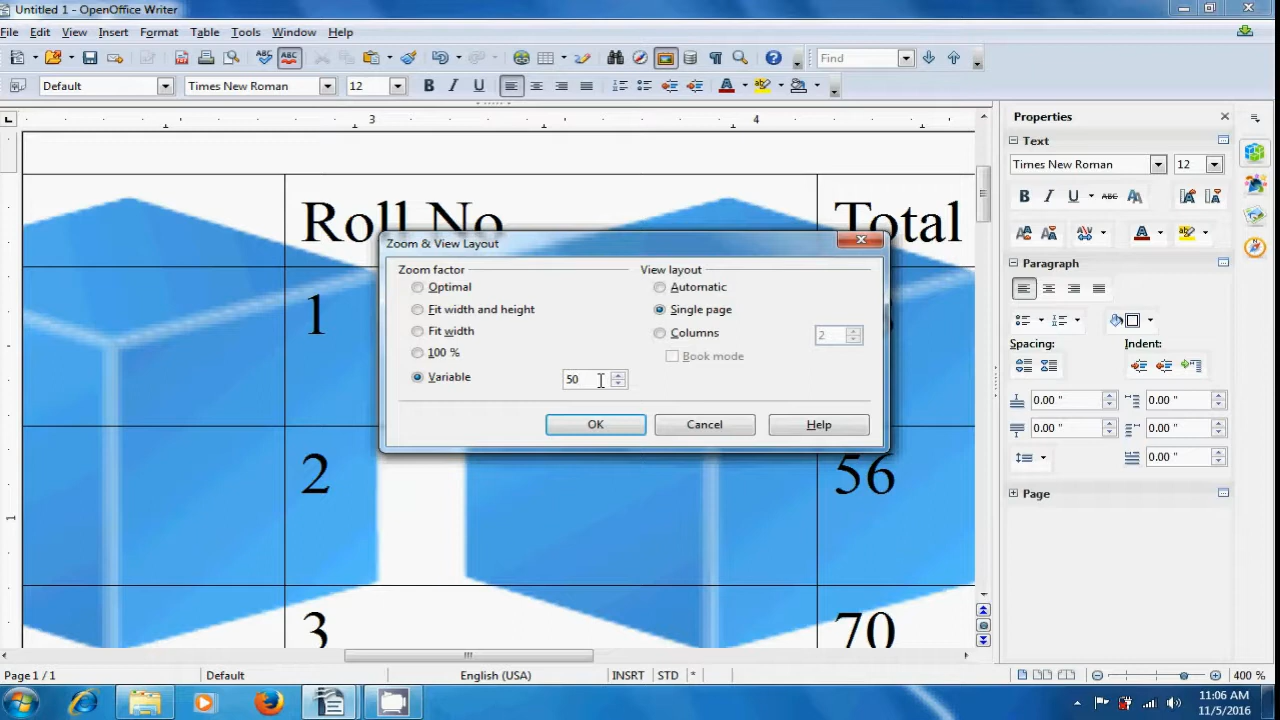 Untitled 1 - OpenOffice Writer
File Edit View Insert Format Table Tools Window Help
Find
Default Times New Roman 12
3 4
Properties
Text
Times New Roman 12
Paragraph
Spacing: Indent:
0.00 " 0.00 "
0.00 " 0.00 "
0.00 "
Page
Roll No Total
1
2 56
3 70
1
Zoom & View Layout
Zoom factor View layout
Optimal Automatic
Fit width and height Single page
Fit width Columns 2
100 % Book mode
Variable 50
OK Cancel Help
Page 1 / 1 Default English (USA) INSRT STD * 400 %
11:06 AM
11/5/2016